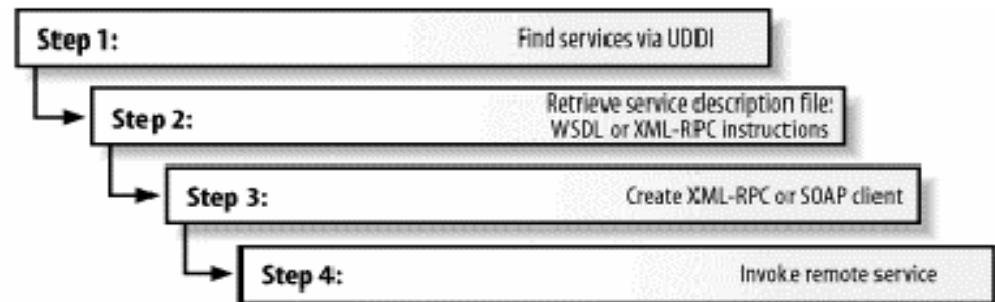 Step 1: Find services via UDIDI
Step 2: Retrieve service description file:
WSDL or XML-RPC instructions
Step 3: Create XML-RPC or SOAP client
Step 4: Invoke remote service